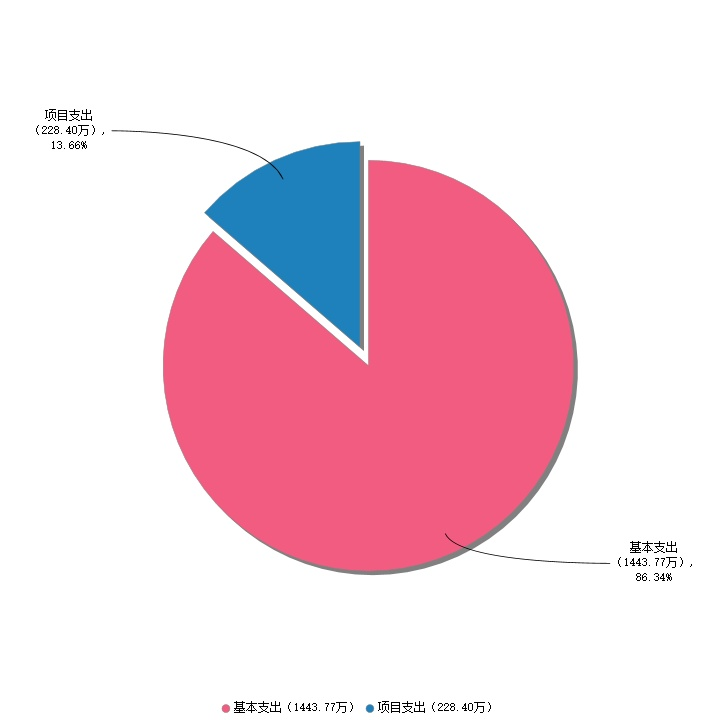 项目支出
（228.40万），
13.66%
基本支出
（1443.77万），
86.34%
基本支出（1443.77万） 项目支出（228.40万）